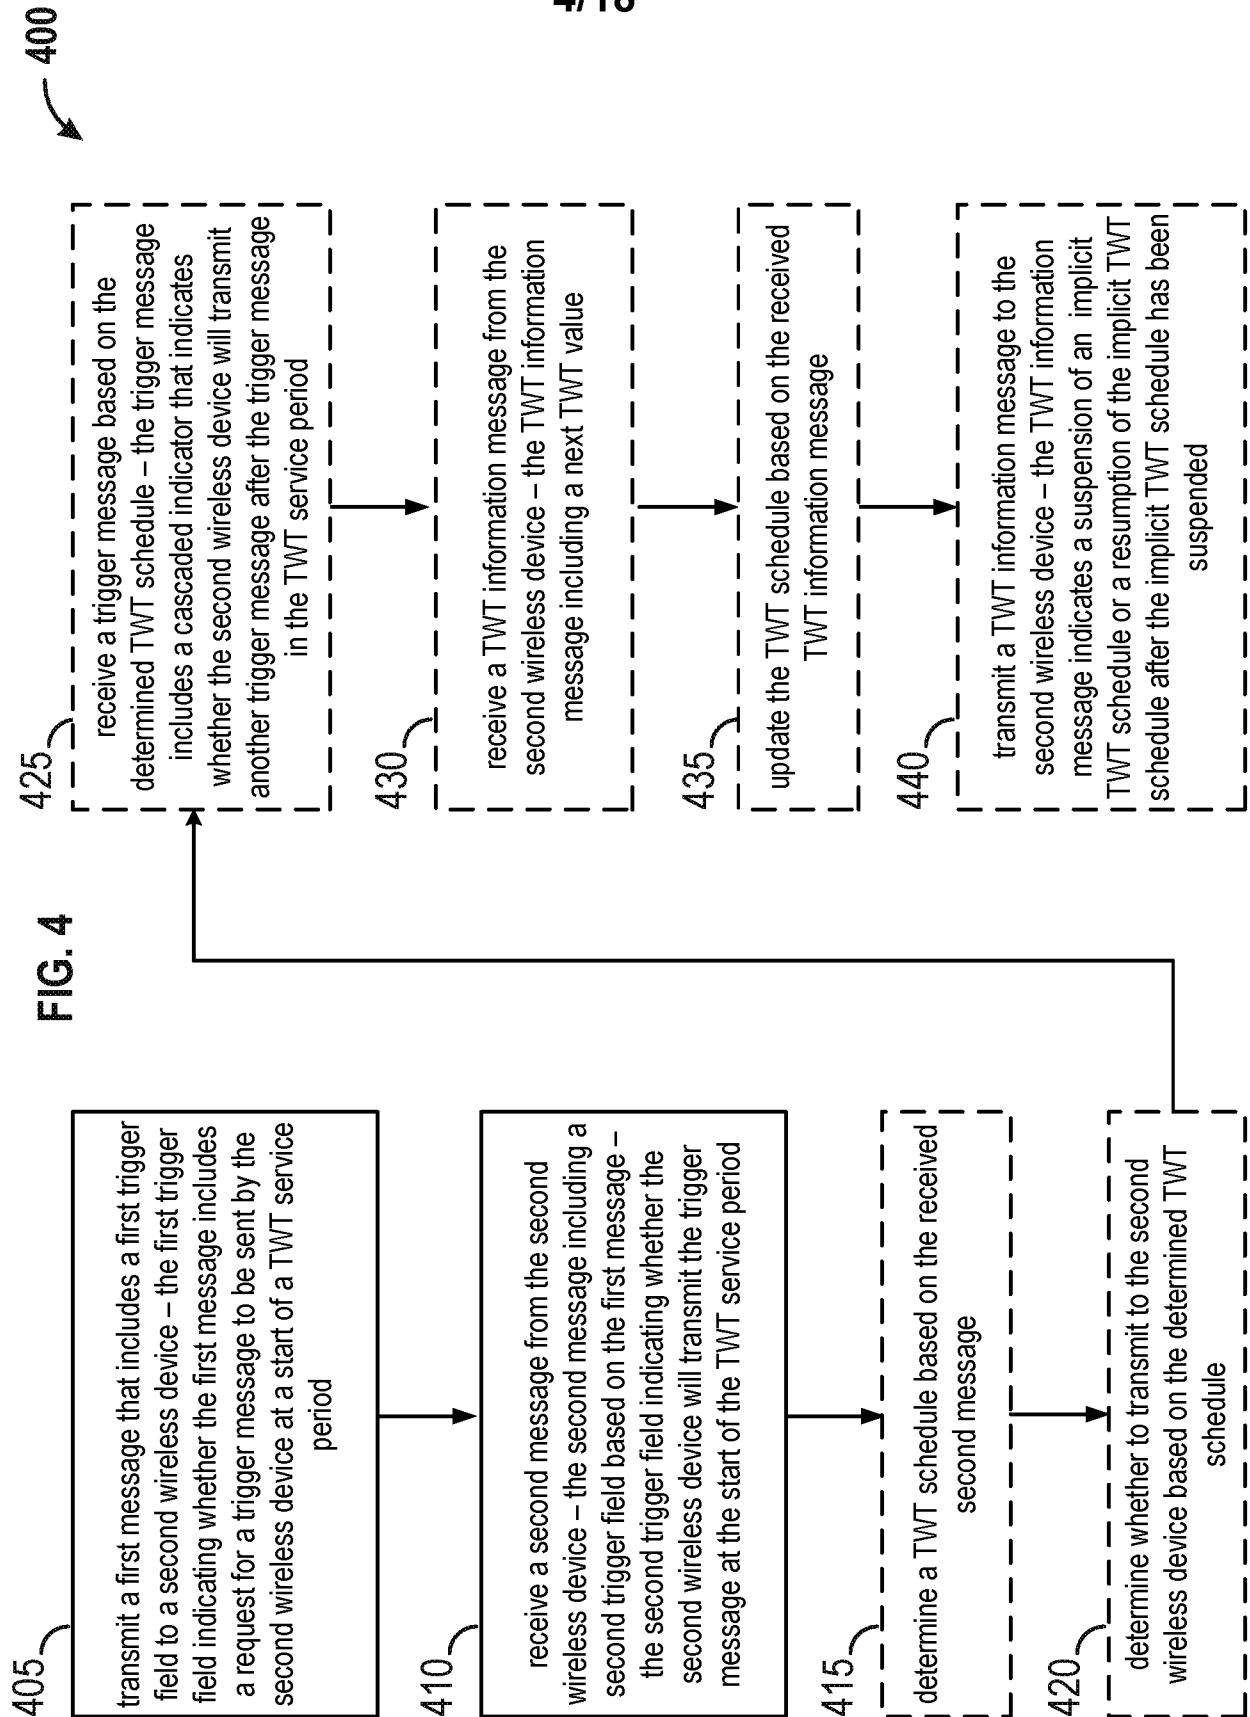 4/18
400
FIG. 4
405
transmit a first message that includes a first trigger
field to a second wireless device – the first trigger
field indicating whether the first message includes
a request for a trigger message to be sent by the
second wireless device at a start of a TWT service
period
410
receive a second message from the second
wireless device – the second message including a
second trigger field based on the first message –
the second trigger field indicating whether the
second wireless device will transmit the trigger
message at the start of the TWT service period
415
determine a TWT schedule based on the received
second message
420
determine whether to transmit to the second
wireless device based on the determined TWT
schedule
425
receive a trigger message based on the
determined TWT schedule – the trigger message
includes a cascaded indicator that indicates
whether the second wireless device will transmit
another trigger message after the trigger message
in the TWT service period
430
receive a TWT information message from the
second wireless device – the TWT information
message including a next TWT value
435
update the TWT schedule based on the received
TWT information message
440
transmit a TWT information message to the
second wireless device – the TWT information
message indicates a suspension of an implicit
TWT schedule or a resumption of the implicit TWT
schedule after the implicit TWT schedule has been
suspended